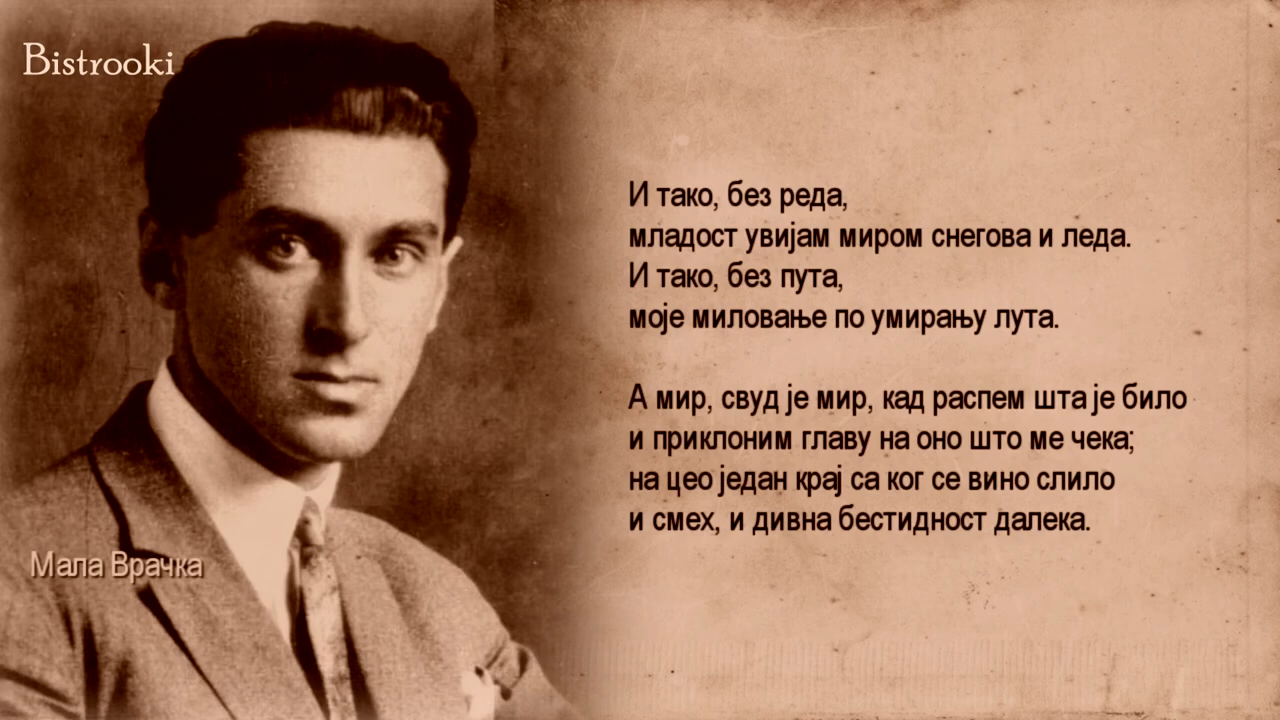 Bistrooki
И тако, без реда,
младост увијам миром снегова и леда.
И тако, без пута,
моје миловање по умирању лута.
А мир, свуд је мир, кад распем шта је било
и приклоним главу на оно што ме чека;
на цео један крај са ког се вино слило
и смех, и дивна бестидност далека.
Мала Врачка